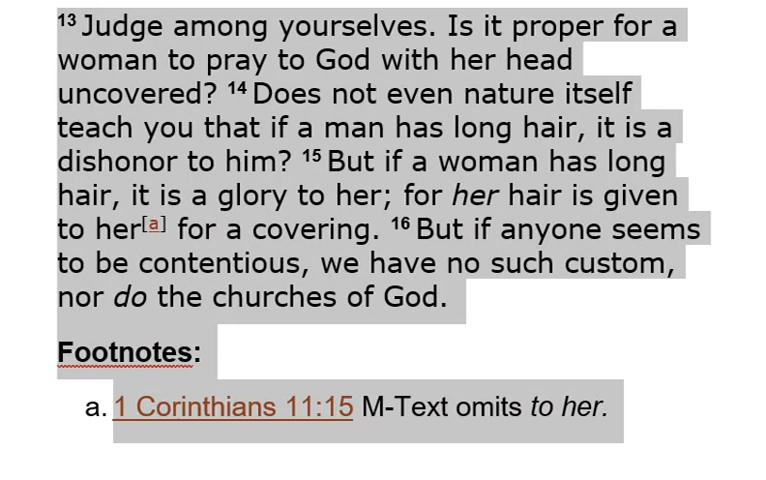 13 Judge among yourselves. Is it proper for a
woman to pray to God with her head
uncovered? 14 Does not even nature itself
teach you that if a man has long hair, it is a
dishonor to him? 15 But if a woman has long
hair, it is a glory to her; for her hair is given
to her[a] for a covering. 16 But if anyone seems
to be contentious, we have no such custom,
nor do the churches of God.
Footnotes:
a. 1 Corinthians 11:15 M-Text omits to her.